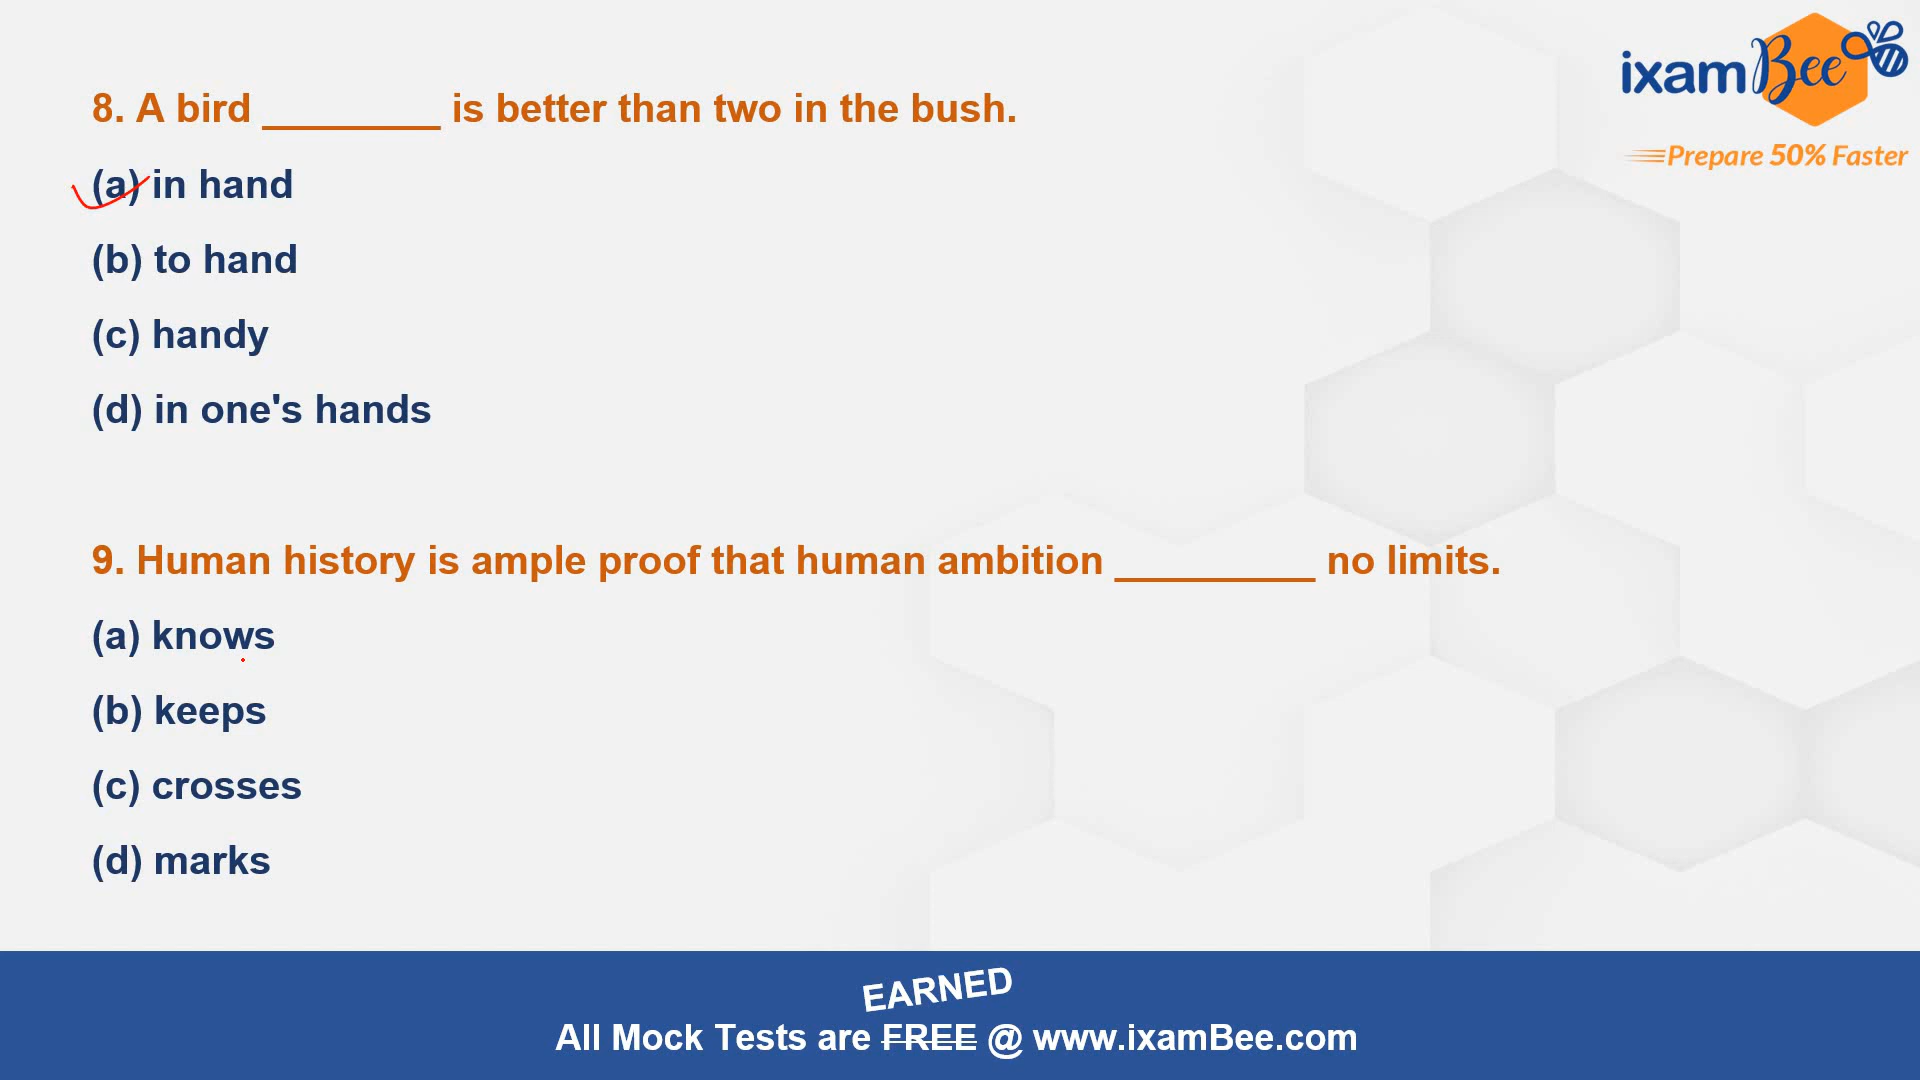 ixamBee
Prepare 50% Faster
8. A bird ________ is better than two in the bush.
(a) in hand
(b) to hand
(c) handy
(d) in one's hands
9. Human history is ample proof that human ambition _________ no limits.
(a) knows
(b) keeps
(c) crosses
(d) marks
EARNED
All Mock Tests are FREE @ www.ixamBee.com